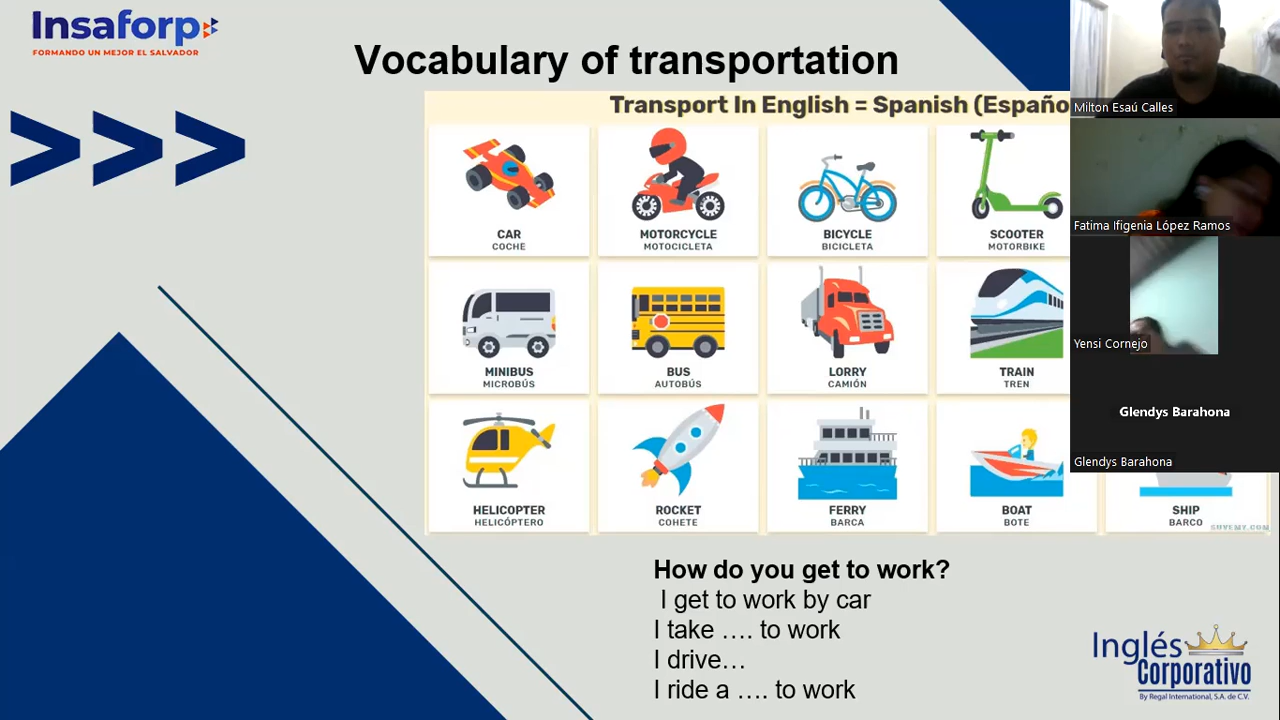 Insaforp
FORMANDO UN MEJOR EL SALVADOR
Vocabulary of transportation
Transport In English = Spanish (Españo
CAR
COCHE
MOTORCYCLE
MOTOCICLETA
BICYCLE
BICICLETA
SCOOTER
MOTORBIKE
MINIBUS
MICROBÚS
BUS
AUTOBÚS
LORRY
CAMIÓN
TRAIN
TREN
HELICOPTER
HELICÓPTERO
ROCKET
COHETE
FERRY
BARCA
BOAT
BOTE
SHIP
BARCO
Milton Esaú Calles
Fatima Ifigenia López Ramos
Yensi Cornejo
Glendys Barahona
Glendys Barahona
How do you get to work?
I get to work by car
I take …. to work
I drive…
I ride a …. to work
Inglés
Corporativo
By Regal International, S.A. de C.V.